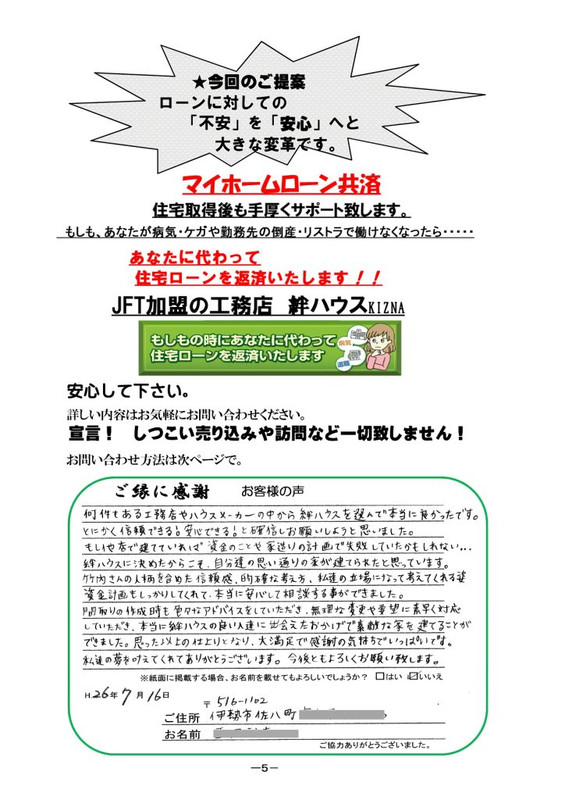 ★今回のご提案
ローンに対しての
「不安」を「安心」へと
大きな変革です。
マイホームローン共済
住宅取得後も手厚くサポート致します。
もしも、あなたが病気・ケガや勤務先の倒産・リストラで働けなくなったら・・・・・
あなたに代わって
住宅ローンを返済いたします！！
JFT加盟の工務店　絆ハウスKIZNA
もしもの時にあなたに代わって
住宅ローンを返済いたします
安心して下さい。
詳しい内容はお気軽にお問い合わせください。
宣言！　しつこい売り込みや訪問など一切致しません！
お問い合わせ方法は次ページで。
ご縁に感謝　お客様の声
何件もある工務店やハウスメーカーの中から絆ハウスを選んで本当に良かったです。
とにかく信頼できる！安心できる！と確信しお願いしようと思いました。
もしも他で建てていれば資金のことや家造りの計画で失敗していたかもしれない…
絆ハウスに決めたからこそ、自分達の思い通りの家が建てられたと思っています。
竹内さんの人柄を含めた信頼感、的確な考え方、私達の立場になって考えてくれる姿
資金計画もしっかりしてくれて、本当に安心して相談する事ができました。
間取りの作成時も色々なアドバイスをしていただき、無理な変更や要望に素早く対応
していただき、本当に絆ハウスの良い人達に出会えたおかげで素敵な家を建てることが
できました。思った以上の仕上りとなり、大満足で感謝の気持ちでいっぱいです。
私達の夢を叶えてくれてありがとうございます。今後ともよろしくお願い致します。
※紙面に掲載する場合、お名前を載せてもよろしいでしょうか？　□はい　☑いいえ
H.26年7月16日
〒516-1102
ご住所　伊勢市佐八町
お名前
ご協力ありがとうございました。
―5―